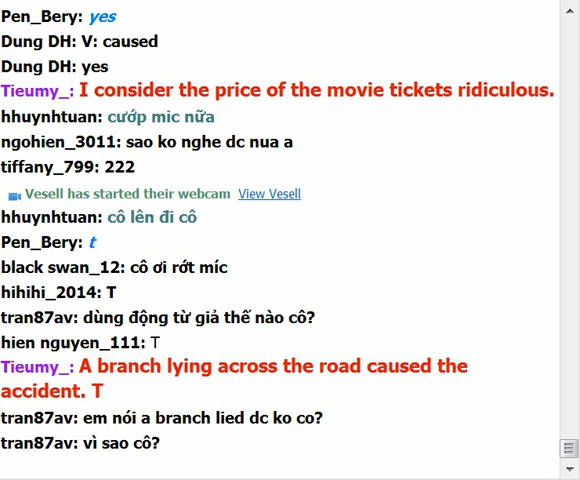 Pen_Bery: yes
Dung DH: V: caused
Dung DH: yes
Tieumy_: I consider the price of the movie tickets ridiculous.
hhuynhtuan: cướp mic nữa
ngohien_3011: sao ko nghe dc nua a
tiffany_799: 222
Vesell has started their webcam View Vesell
hhuynhtuan: cô lên đi cô
Pen_Bery: t
black swan_12: cô ơi rớt míc
hihihi_2014: T
tran87av: dùng động từ giả thế nào cô?
hien nguyen_111: T
Tieumy_: A branch lying across the road caused the
accident. T
tran87av: em nói a branch lied dc ko co?
tran87av: vì sao cô?